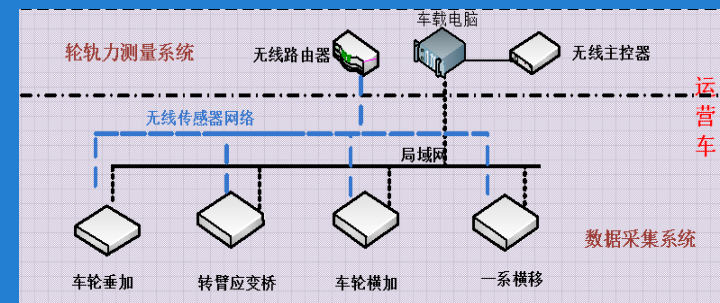 车载电脑
轮轨力测量系统
无线路由器
无线主控器
运营车
无线传感器网络
局域网
数据采集系统
车轮垂加
转臂应变桥
车轮横加
一系横移